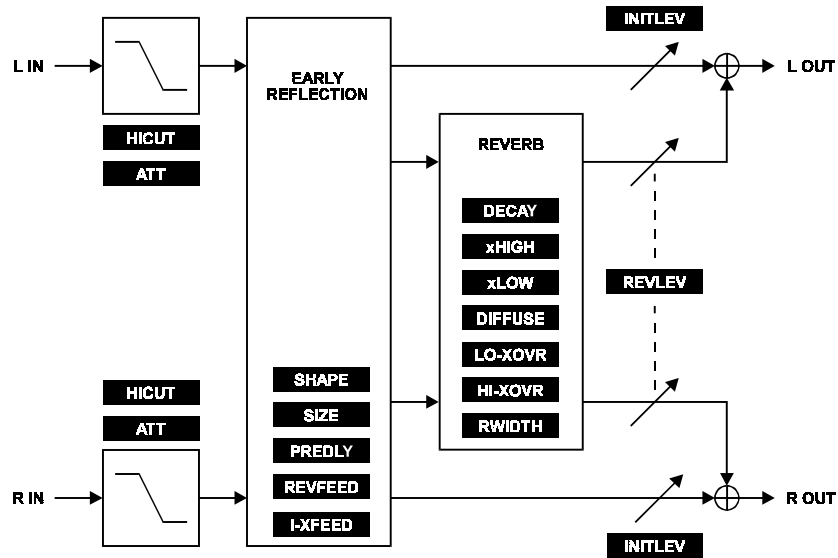 INITLEV
L IN
L OUT
EARLY
REFLECTION
HICUT
ATT
REVERB
DECAY
xHIGH
xLOW
DIFFUSE
LO-XOVR
HI-XOVR
RWIDTH
REVLEV
SHAPE
SIZE
PREDLY
REVFEED
I-XFEED
HICUT
ATT
R IN
R OUT
INITLEV